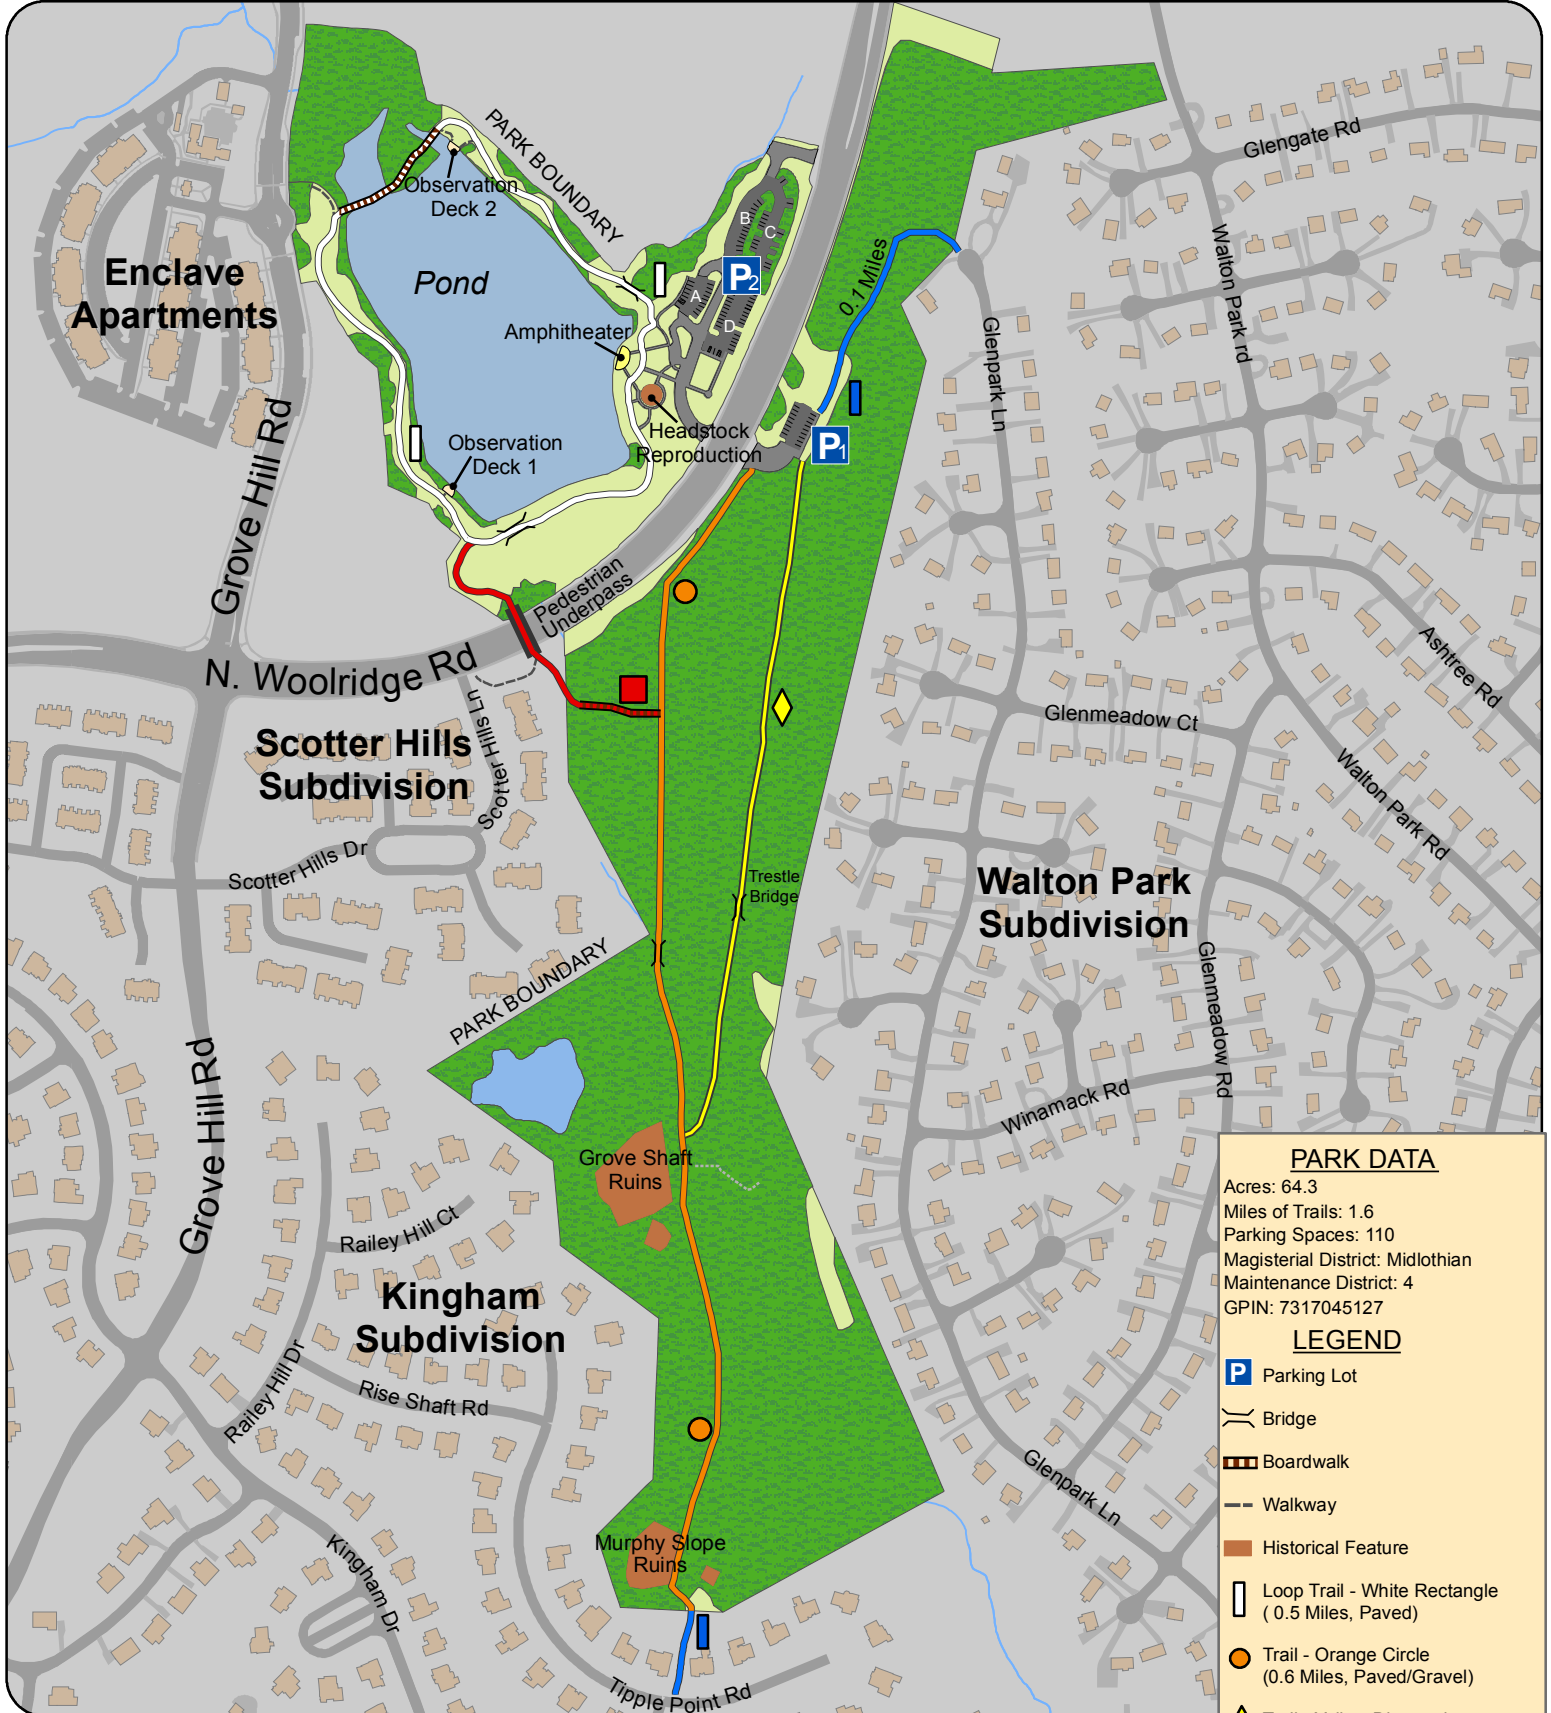 PARK BOUNDARY
Glengate Rd
Observation
Deck 2
B
C
Walton Park rd
Enclave
Apartments
Pond
P2
A
0.1 Miles
Amphitheater
D
Glenpark Ln
Headstock
Reproduction
P1
Observation
Deck 1
Grove Hill Rd
Pedestrian
Underpass
N. Woolridge Rd
Ashtree Rd
Scotter Hills Ln
Glenmeadow Ct
Scotter Hills
Subdivision
Walton Park Rd
Scotter Hills Dr
Trestle
Bridge
Walton Park
Subdivision
PARK BOUNDARY
Glenmeadow Rd
Grove Hill Rd
Winamack Rd
Grove Shaft
Ruins
Railey Hill Ct
Kingham
Subdivision
Railey Hill Dr
Rise Shaft Rd
Glenpark Ln
Murphy Slope
Ruins
Kingham Dr
Tipple Point Rd
PARK DATA
Acres: 64.3
Miles of Trails: 1.6
Parking Spaces: 110
Magisterial District: Midlothian
Maintenance District: 4
GPIN: 7317045127
LEGEND
P Parking Lot
Bridge
Boardwalk
Walkway
Historical Feature
Loop Trail - White Rectangle
( 0.5 Miles, Paved)
Trail - Orange Circle
(0.6 Miles, Paved/Gravel)